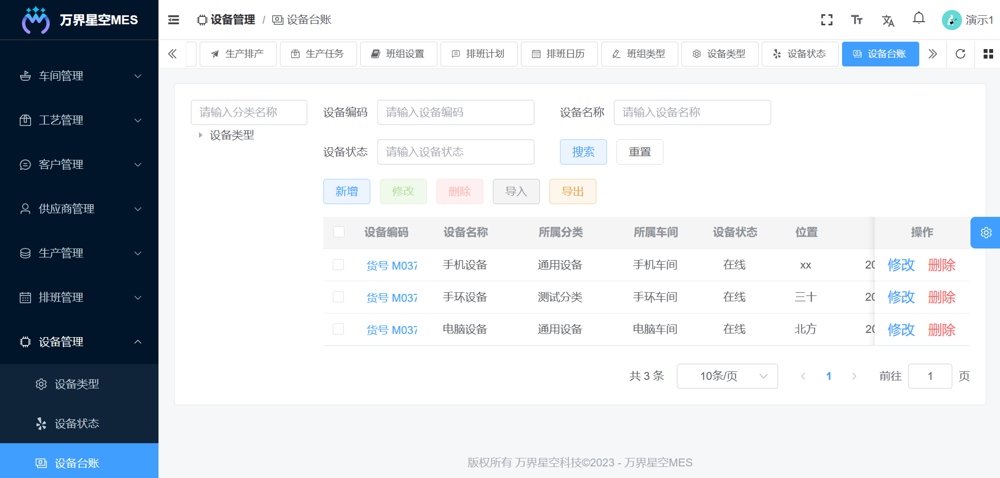 万界星空MES
设备管理 / 设备台账
演示1
生产排产
生产任务
班组设置
排班计划
排班日历
班组类型
设备类型
设备状态
设备台账
车间管理
工艺管理
客户管理
供应商管理
生产管理
排班管理
设备管理
设备类型
设备状态
设备台账
请输入分类名称
设备类型
设备编码 请输入设备编码 设备名称 请输入设备名称
设备状态 请输入设备状态 搜索 重置
新增 修改 删除 导入 导出
设备编码 设备名称 所属分类 所属车间 设备状态 位置 操作
货号 M037 手机设备 通用设备 手机车间 在线 xx 20 修改 删除
货号 M037 手环设备 测试分类 手环车间 在线 三十 20 修改 删除
货号 M037 电脑设备 通用设备 电脑车间 在线 北方 20 修改 删除
共 3 条 10条/页 1 前往 1 页
版权所有 万界星空科技©2023 - 万界星空MES